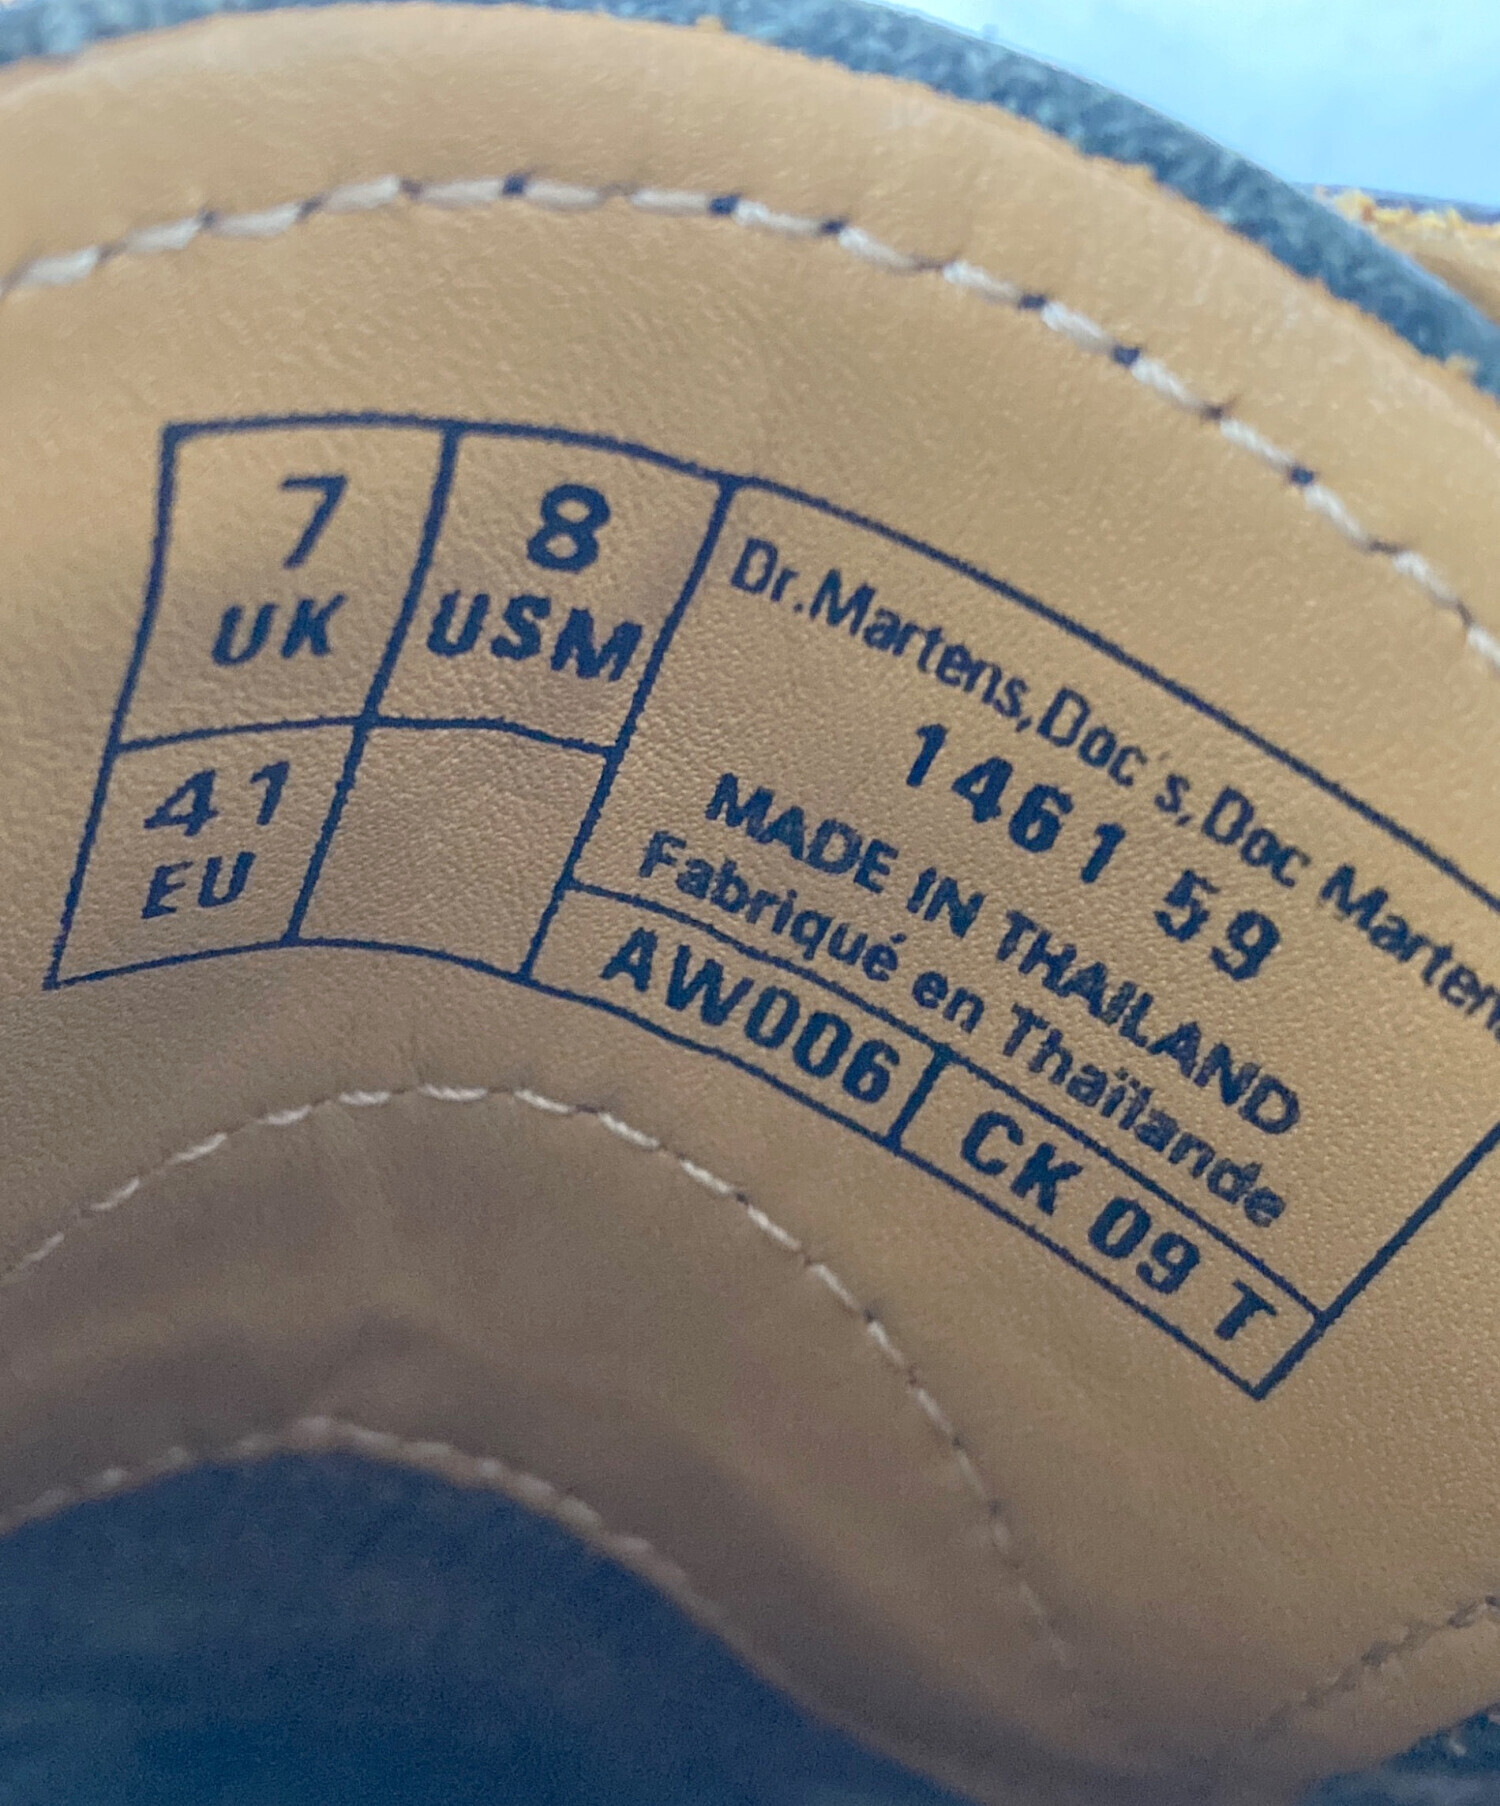 7
UK
8
USM
41
EU
Dr.Martens,Doc's,Doc Martens
1461 59
MADE IN THAILAND
Fabriqué en Thaïlande
AW006
CK 09 T